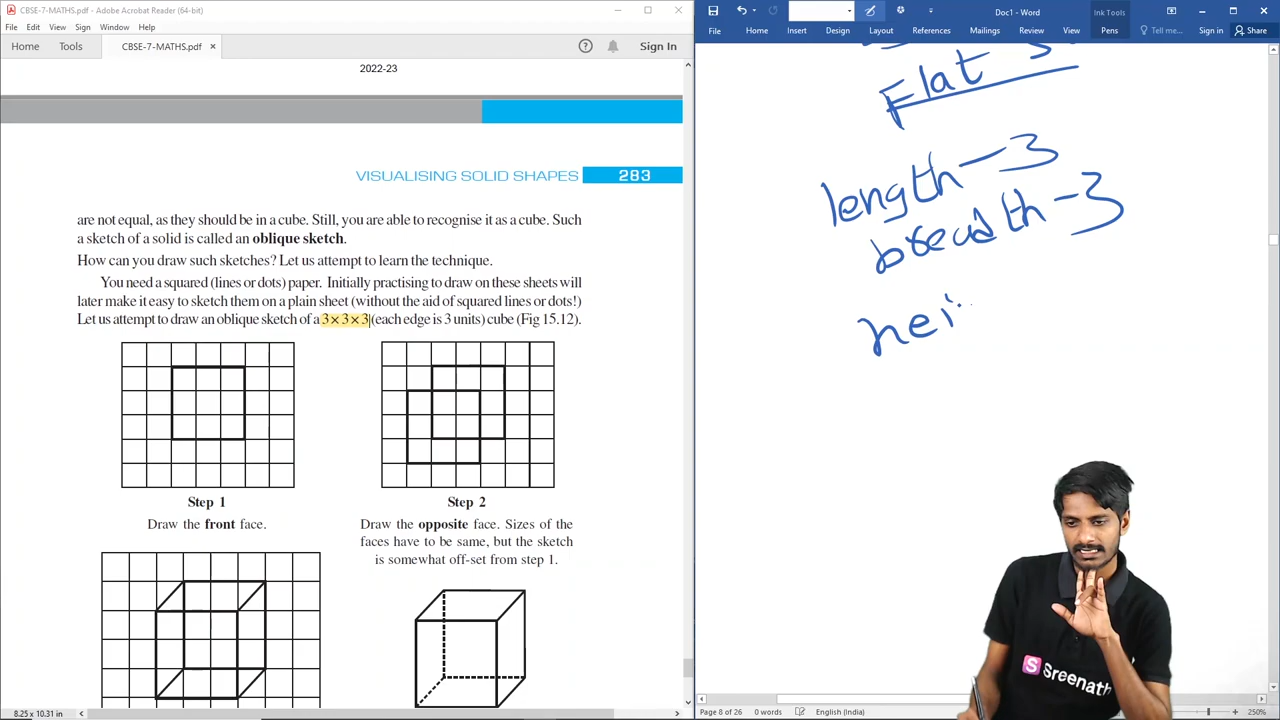 CBSE-7-MATHS.pdf - Adobe Acrobat Reader (64-bit)
File Edit View Sign Window Help
Home Tools CBSE-7-MATHS.pdf × Sign In
2022-23
VISUALISING SOLID SHAPES 283
are not equal, as they should be in a cube. Still, you are able to recognise it as a cube. Such
a sketch of a solid is called an oblique sketch.
How can you draw such sketches? Let us attempt to learn the technique.
You need a squared (lines or dots) paper. Initially practising to draw on these sheets will
later make it easy to sketch them on a plain sheet (without the aid of squared lines or dots!)
Let us attempt to draw an oblique sketch of a 3 × 3 × 3 (each edge is 3 units) cube (Fig 15.12).
Step 1
Draw the front face.
Step 2
Draw the opposite face. Sizes of the
faces have to be same, but the sketch
is somewhat off-set from step 1.
8.25 x 10.31 in
Doc1 - Word
Ink Tools
File Home Insert Design Layout References Mailings Review View Pens Tell me... Sign in Share
Flat
length - 3
breadth - 3
hei
Sreenath
S
Page 8 of 26 0 words English (India) 250%